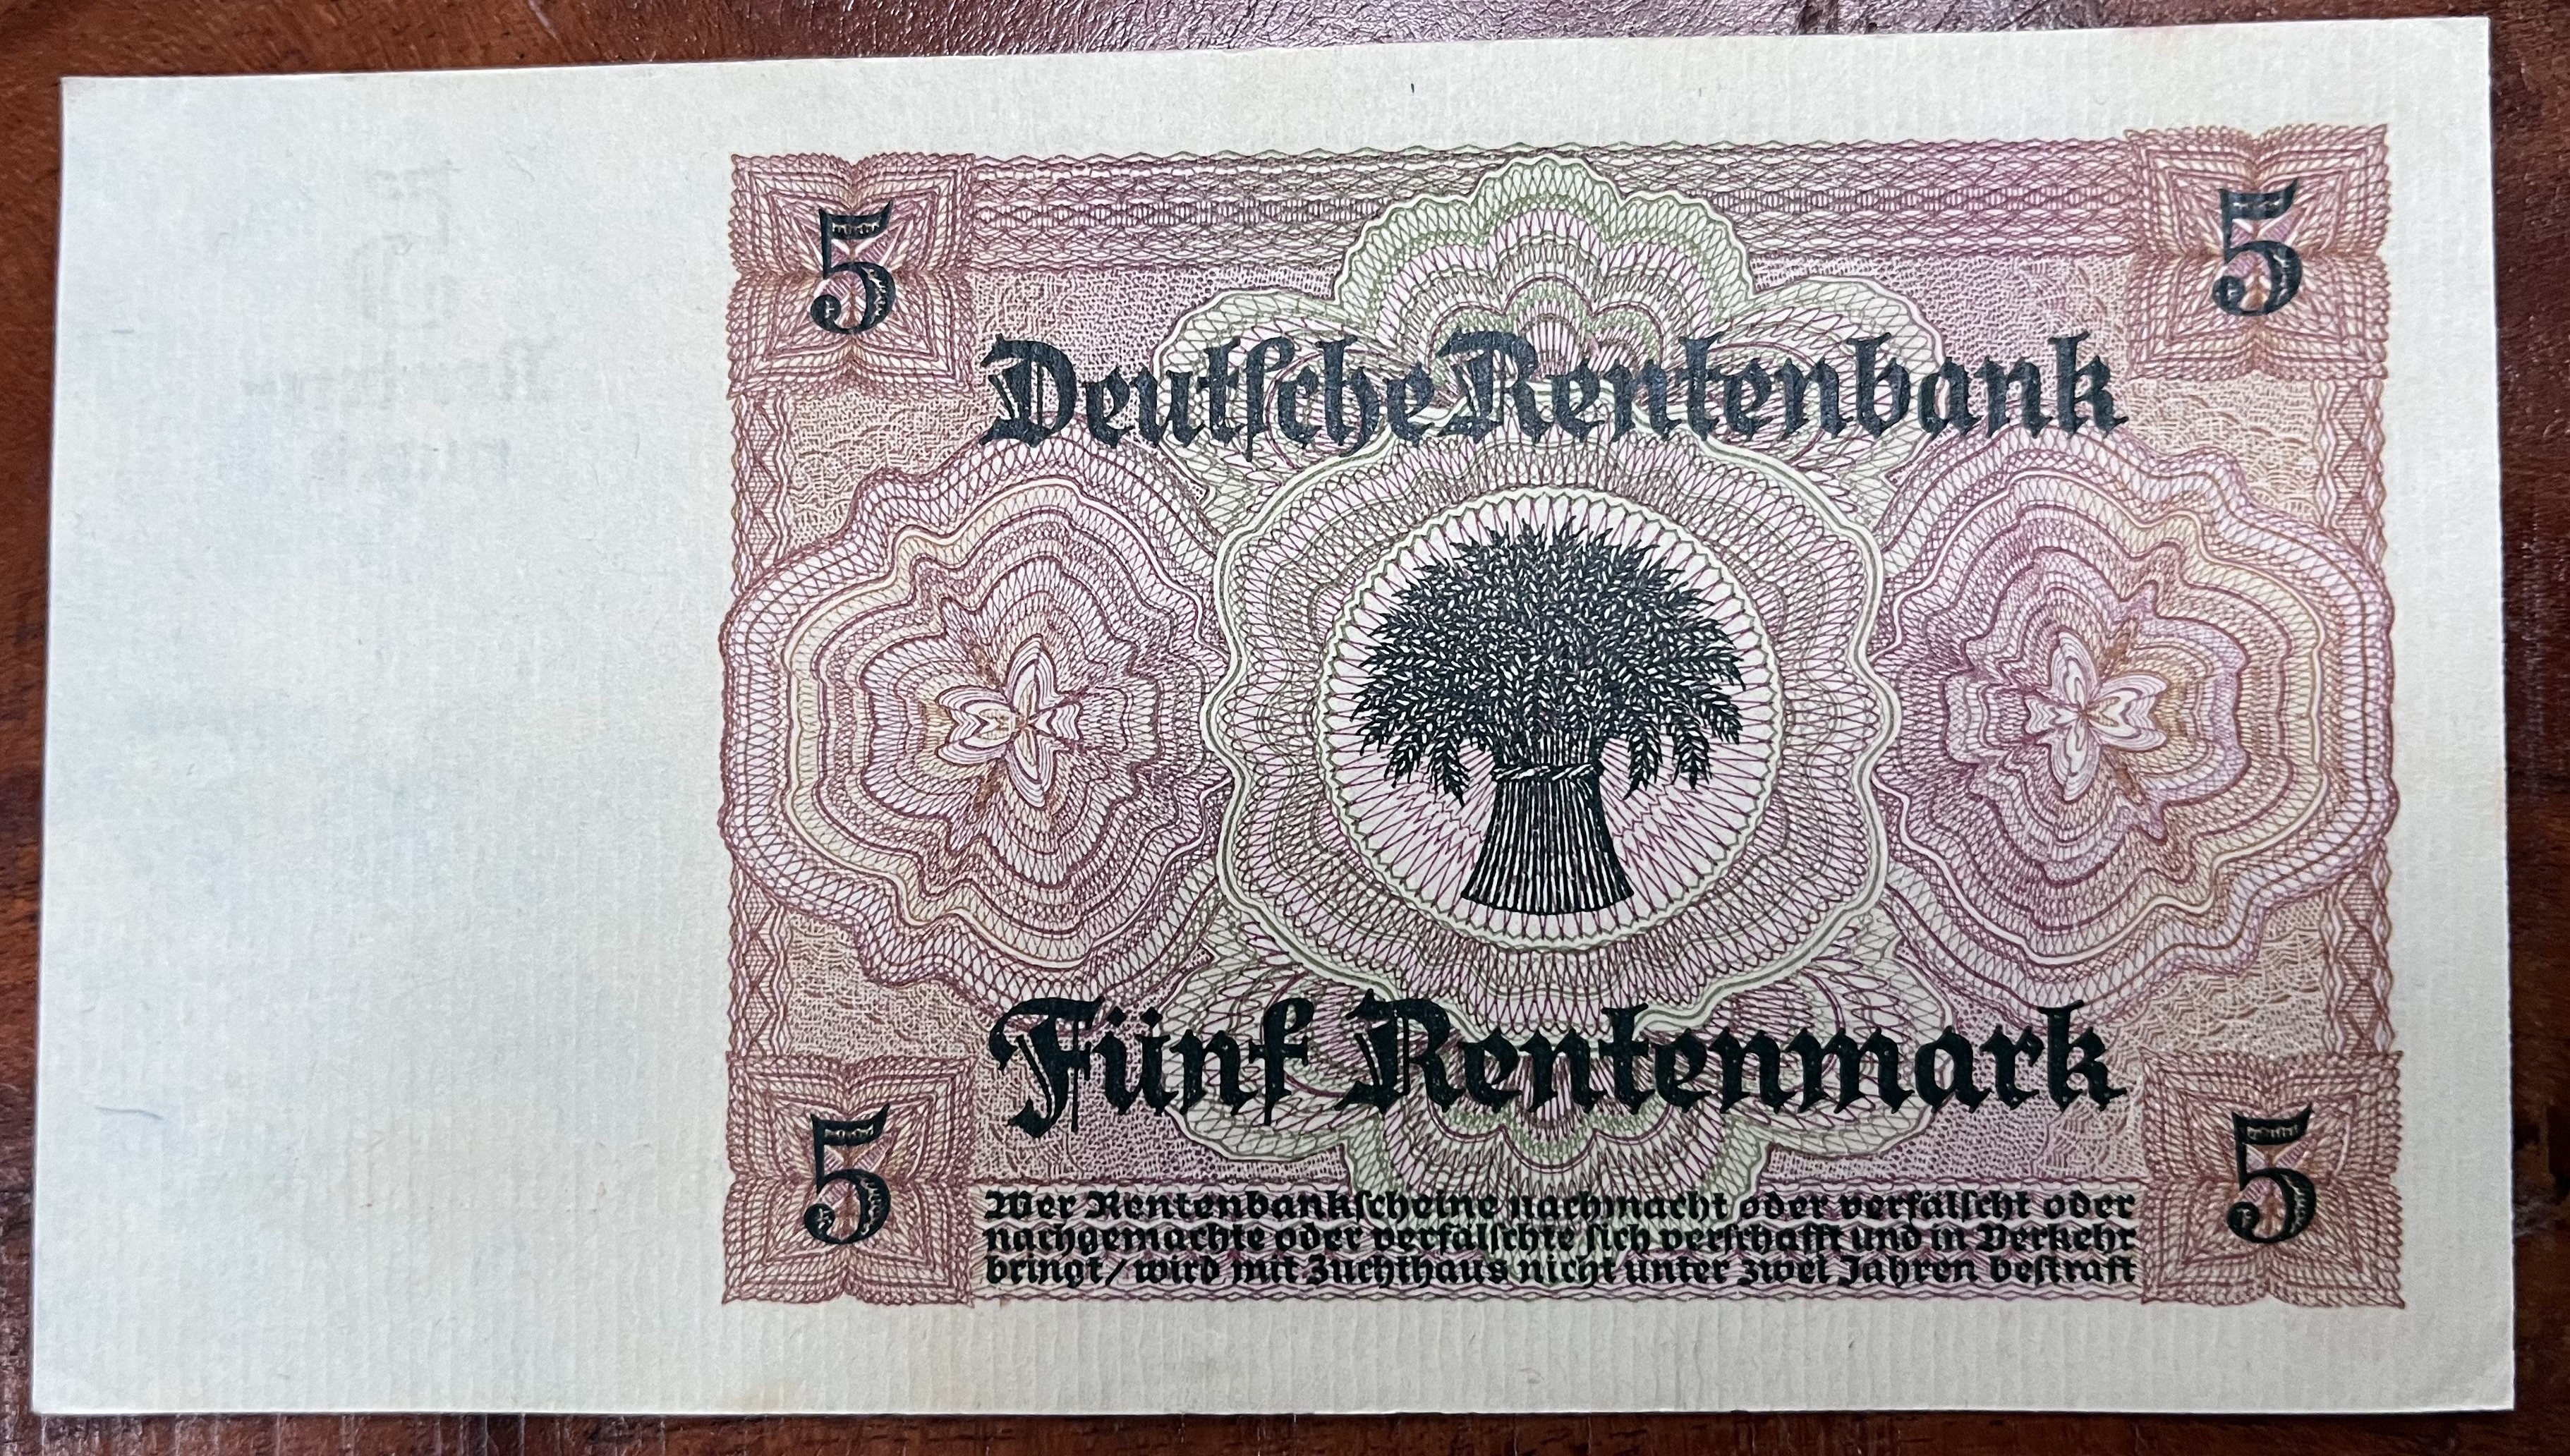 5
5
Deutsche Rentenbank
Fünf Rentenmark
5
5
Wer Rentenbankscheine nachmacht oder verfälscht oder
nachgemachte oder verfälschte sich verschafft und in Verkehr
bringt/wird mit Zuchthaus nicht unter zwei Jahren bestraft